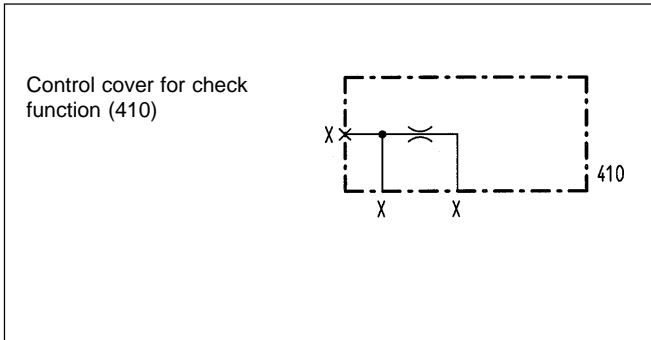 Control cover for check
function (410)
X
410
X X